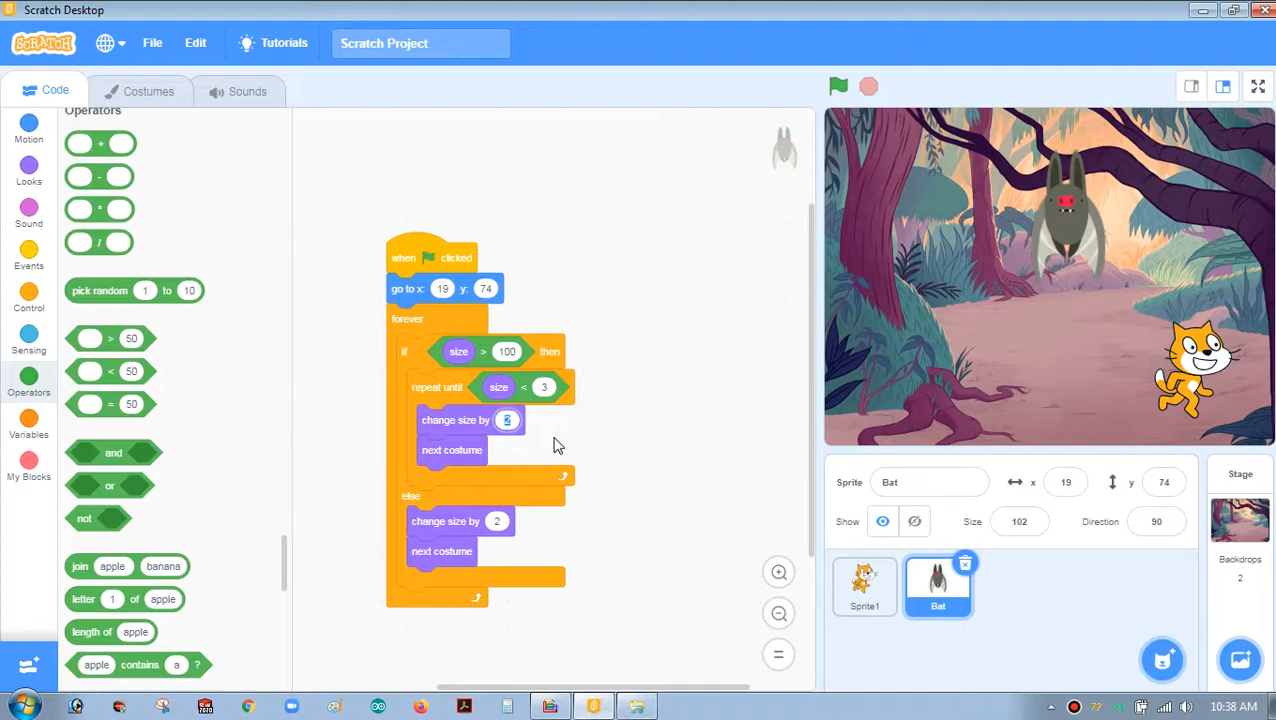 Scratch Desktop
SCRATCH File Edit Tutorials Scratch Project
Code Costumes Sounds
Motion
Looks
Sound
Events
Control
Sensing
Operators
Variables
My Blocks
Operators
+
-
*
/
pick random 1 to 10
> 50
< 50
= 50
and
or
not
join apple banana
letter 1 of apple
length of apple
apple contains a ?
when clicked
go to x: 19 y: 74
forever
if size > 100 then
repeat until size < 3
change size by 2
next costume
else
change size by 2
next costume
Sprite Bat x 19 y 74
Show Size 102 Direction 90
Sprite1
Bat
Stage
Backdrops
2
2020
10:38 AM